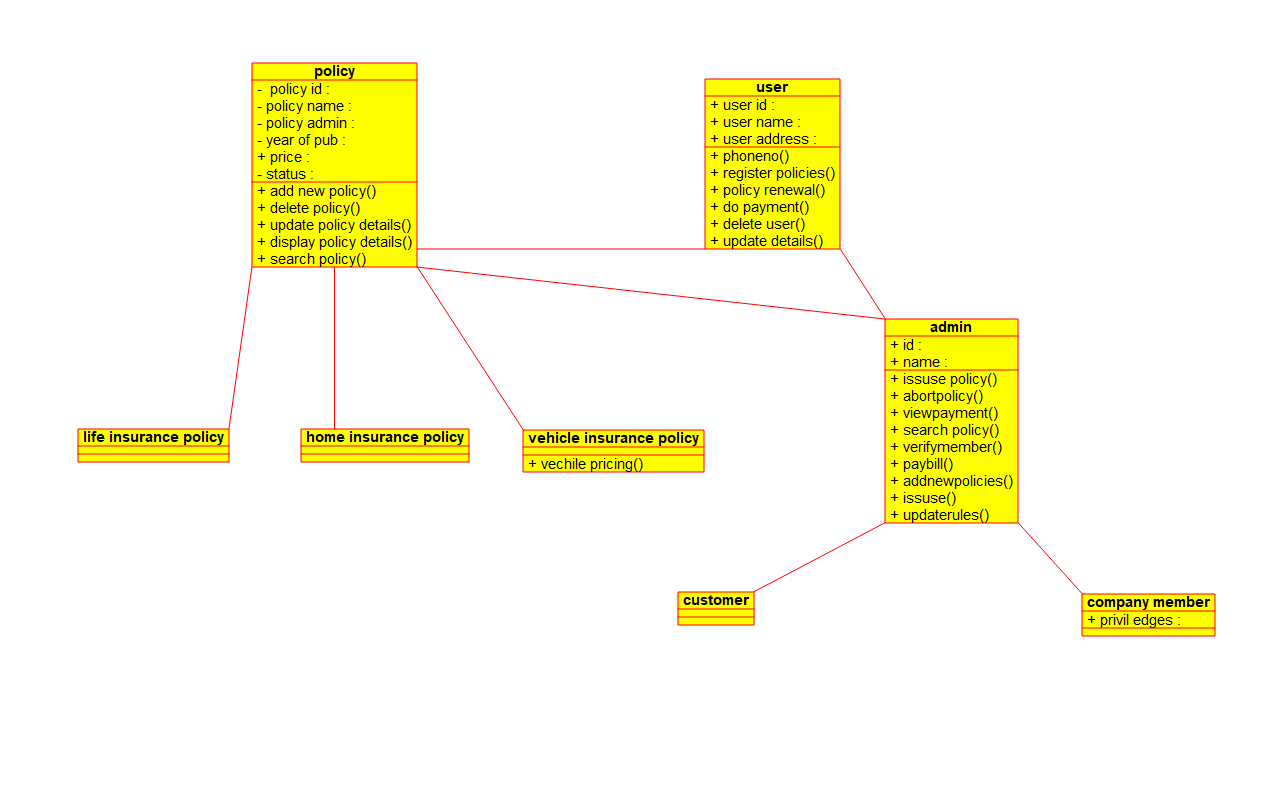 policy
- policy id :
- policy name :
- policy admin :
- year of pub :
+ price :
- status :
+ add new policy()
+ delete policy()
+ update policy details()
+ display policy details()
+ search policy()
user
+ user id :
+ user name :
+ user address :
+ phoneno()
+ register policies()
+ policy renewal()
+ do payment()
+ delete user()
+ update details()
admin
+ id :
+ name :
+ issuse policy()
+ abortpolicy()
+ viewpayment()
+ search policy()
+ verifymember()
+ paybill()
+ addnewpolicies()
+ issuse()
+ updaterules()
life insurance policy
home insurance policy
vehicle insurance policy
+ vechile pricing()
customer
company member
+ privil edges :